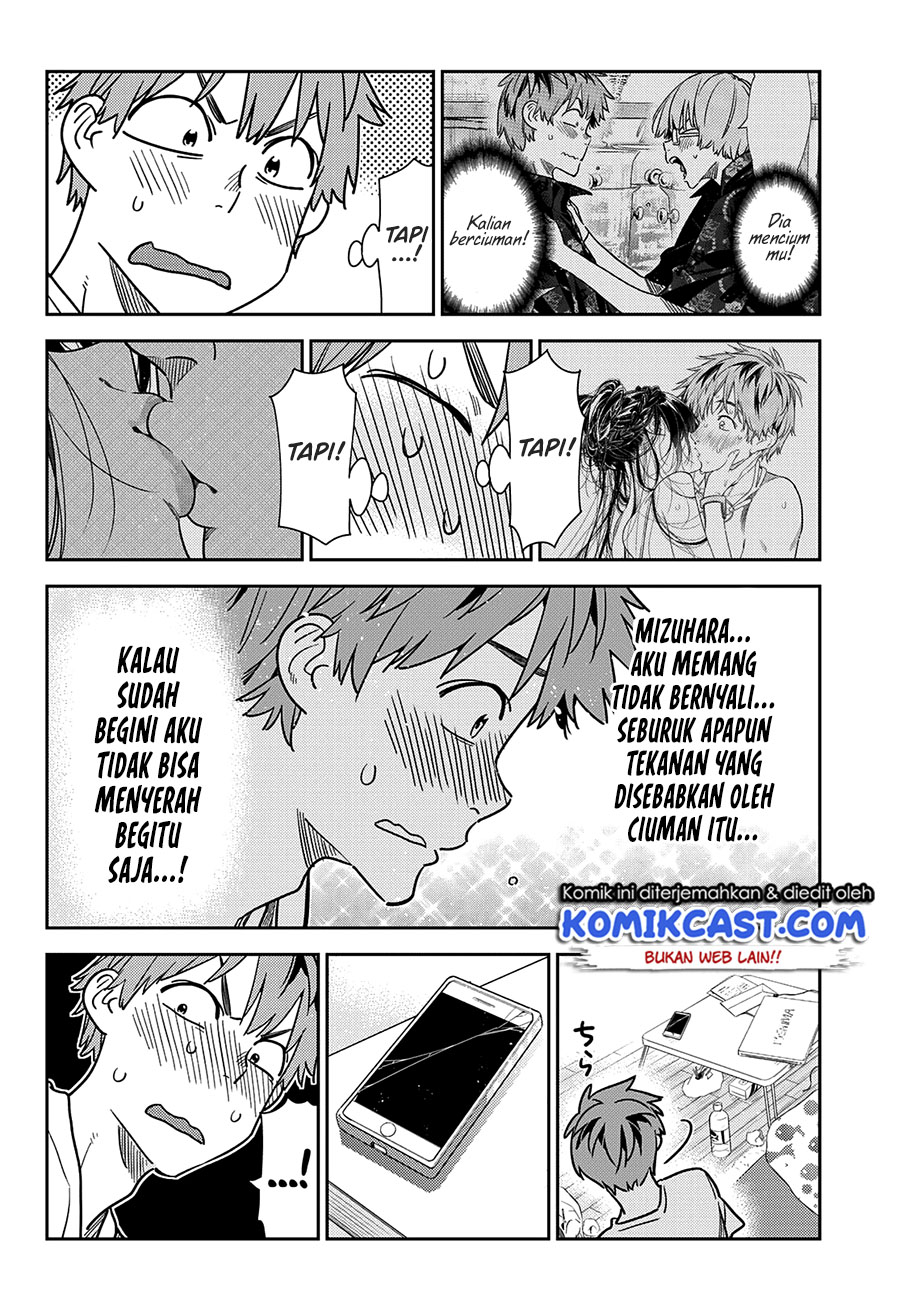 Dia
mencium
mu!
Kalian
berciuman!
TAPI
....!
TAPI!
TAPI!
MIZUHARA...
AKU MEMANG
TIDAK BERNYALI...
SEBURUK APAPUN
TEKANAN YANG
DISEBABKAN OLEH
CIUMAN ITU...
KALAU
SUDAH
BEGINI AKU
TIDAK BISA
MENYERAH
BEGITU
SAJA...!
Komik ini diterjemahkan & diedit oleh
KOMIKCAST.COM
BUKAN WEB LAIN!!
ちら
....!